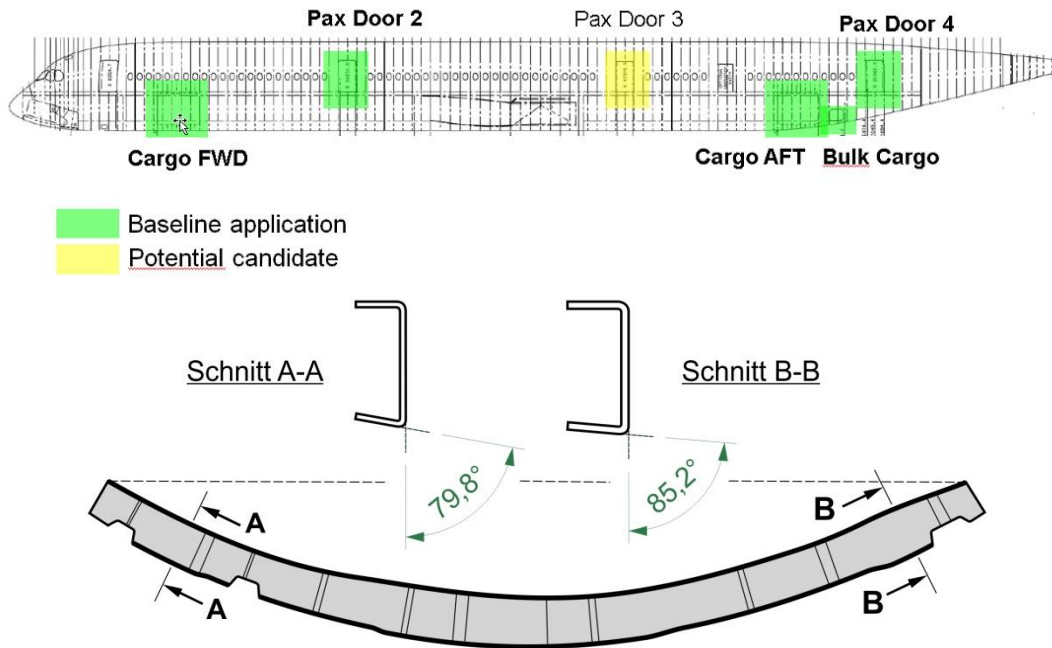 Pax Door 2
Pax Door 3
Pax Door 4
Cargo FWD
Cargo AFT
Bulk Cargo
Baseline application
Potential candidate
Schnitt A-A
Schnitt B-B
79,8°
85,2°
A
B
A
B